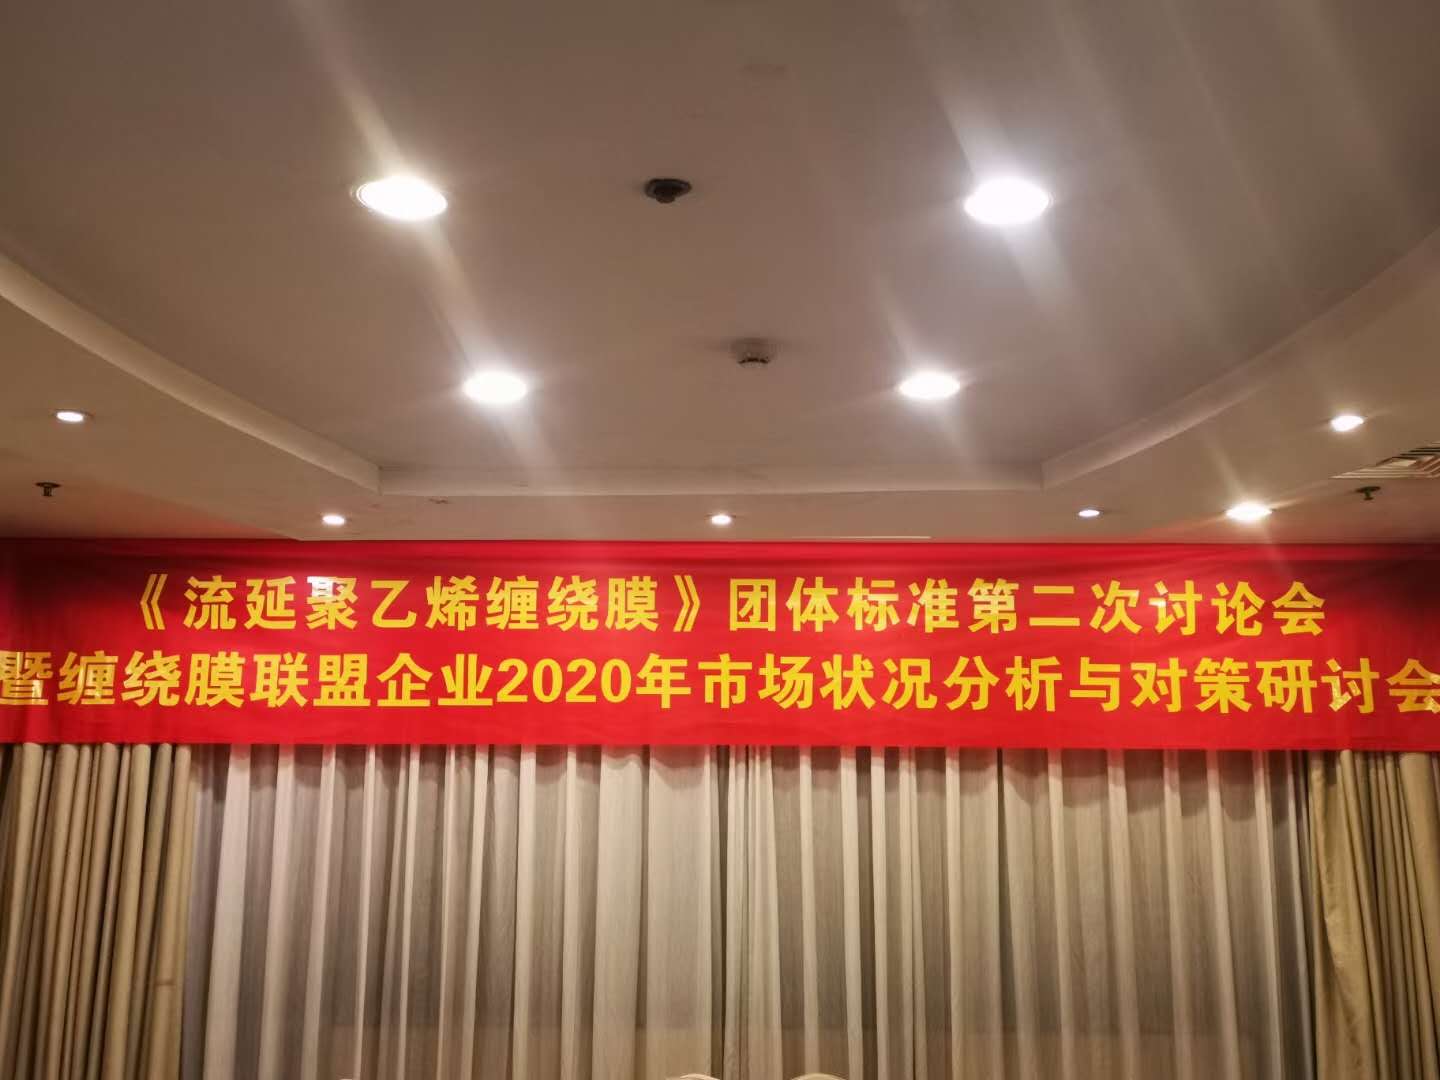 《流延聚乙烯缠绕膜》团体标准第二次讨论会
暨缠绕膜联盟企业2020年市场状况分析与对策研讨会